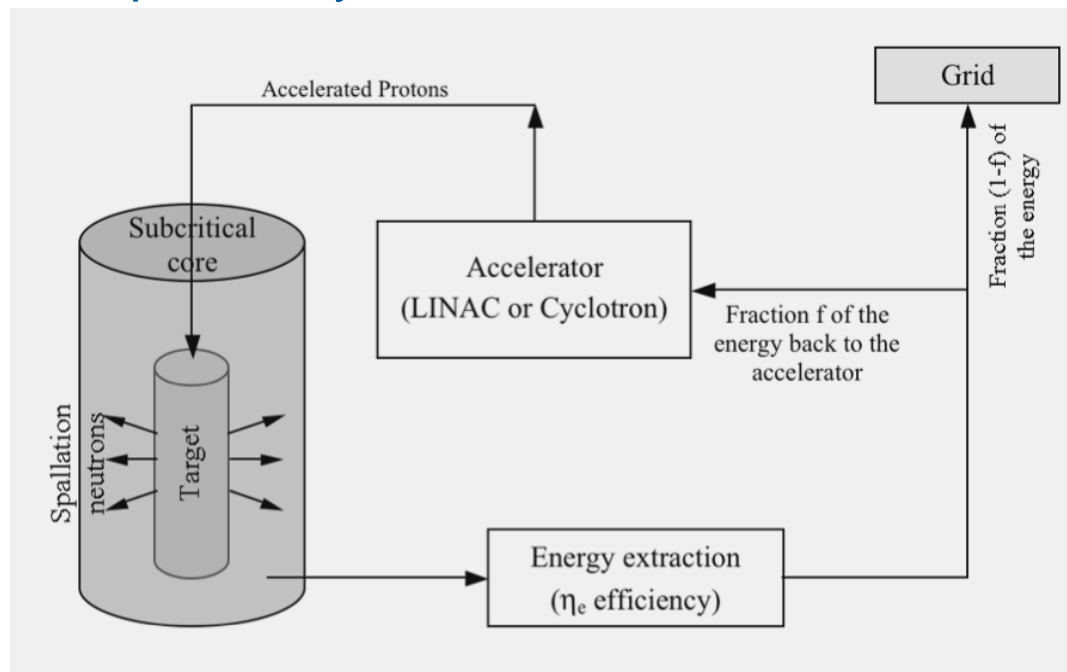 Accelerated Protons
Grid
Fraction (1-f) of
the energy
Subcritical
core
Accelerator
(LINAC or Cyclotron)
Fraction f of the
energy back to the
accelerator
Spallation
neutrons
Target
Energy extraction
(ηe efficiency)